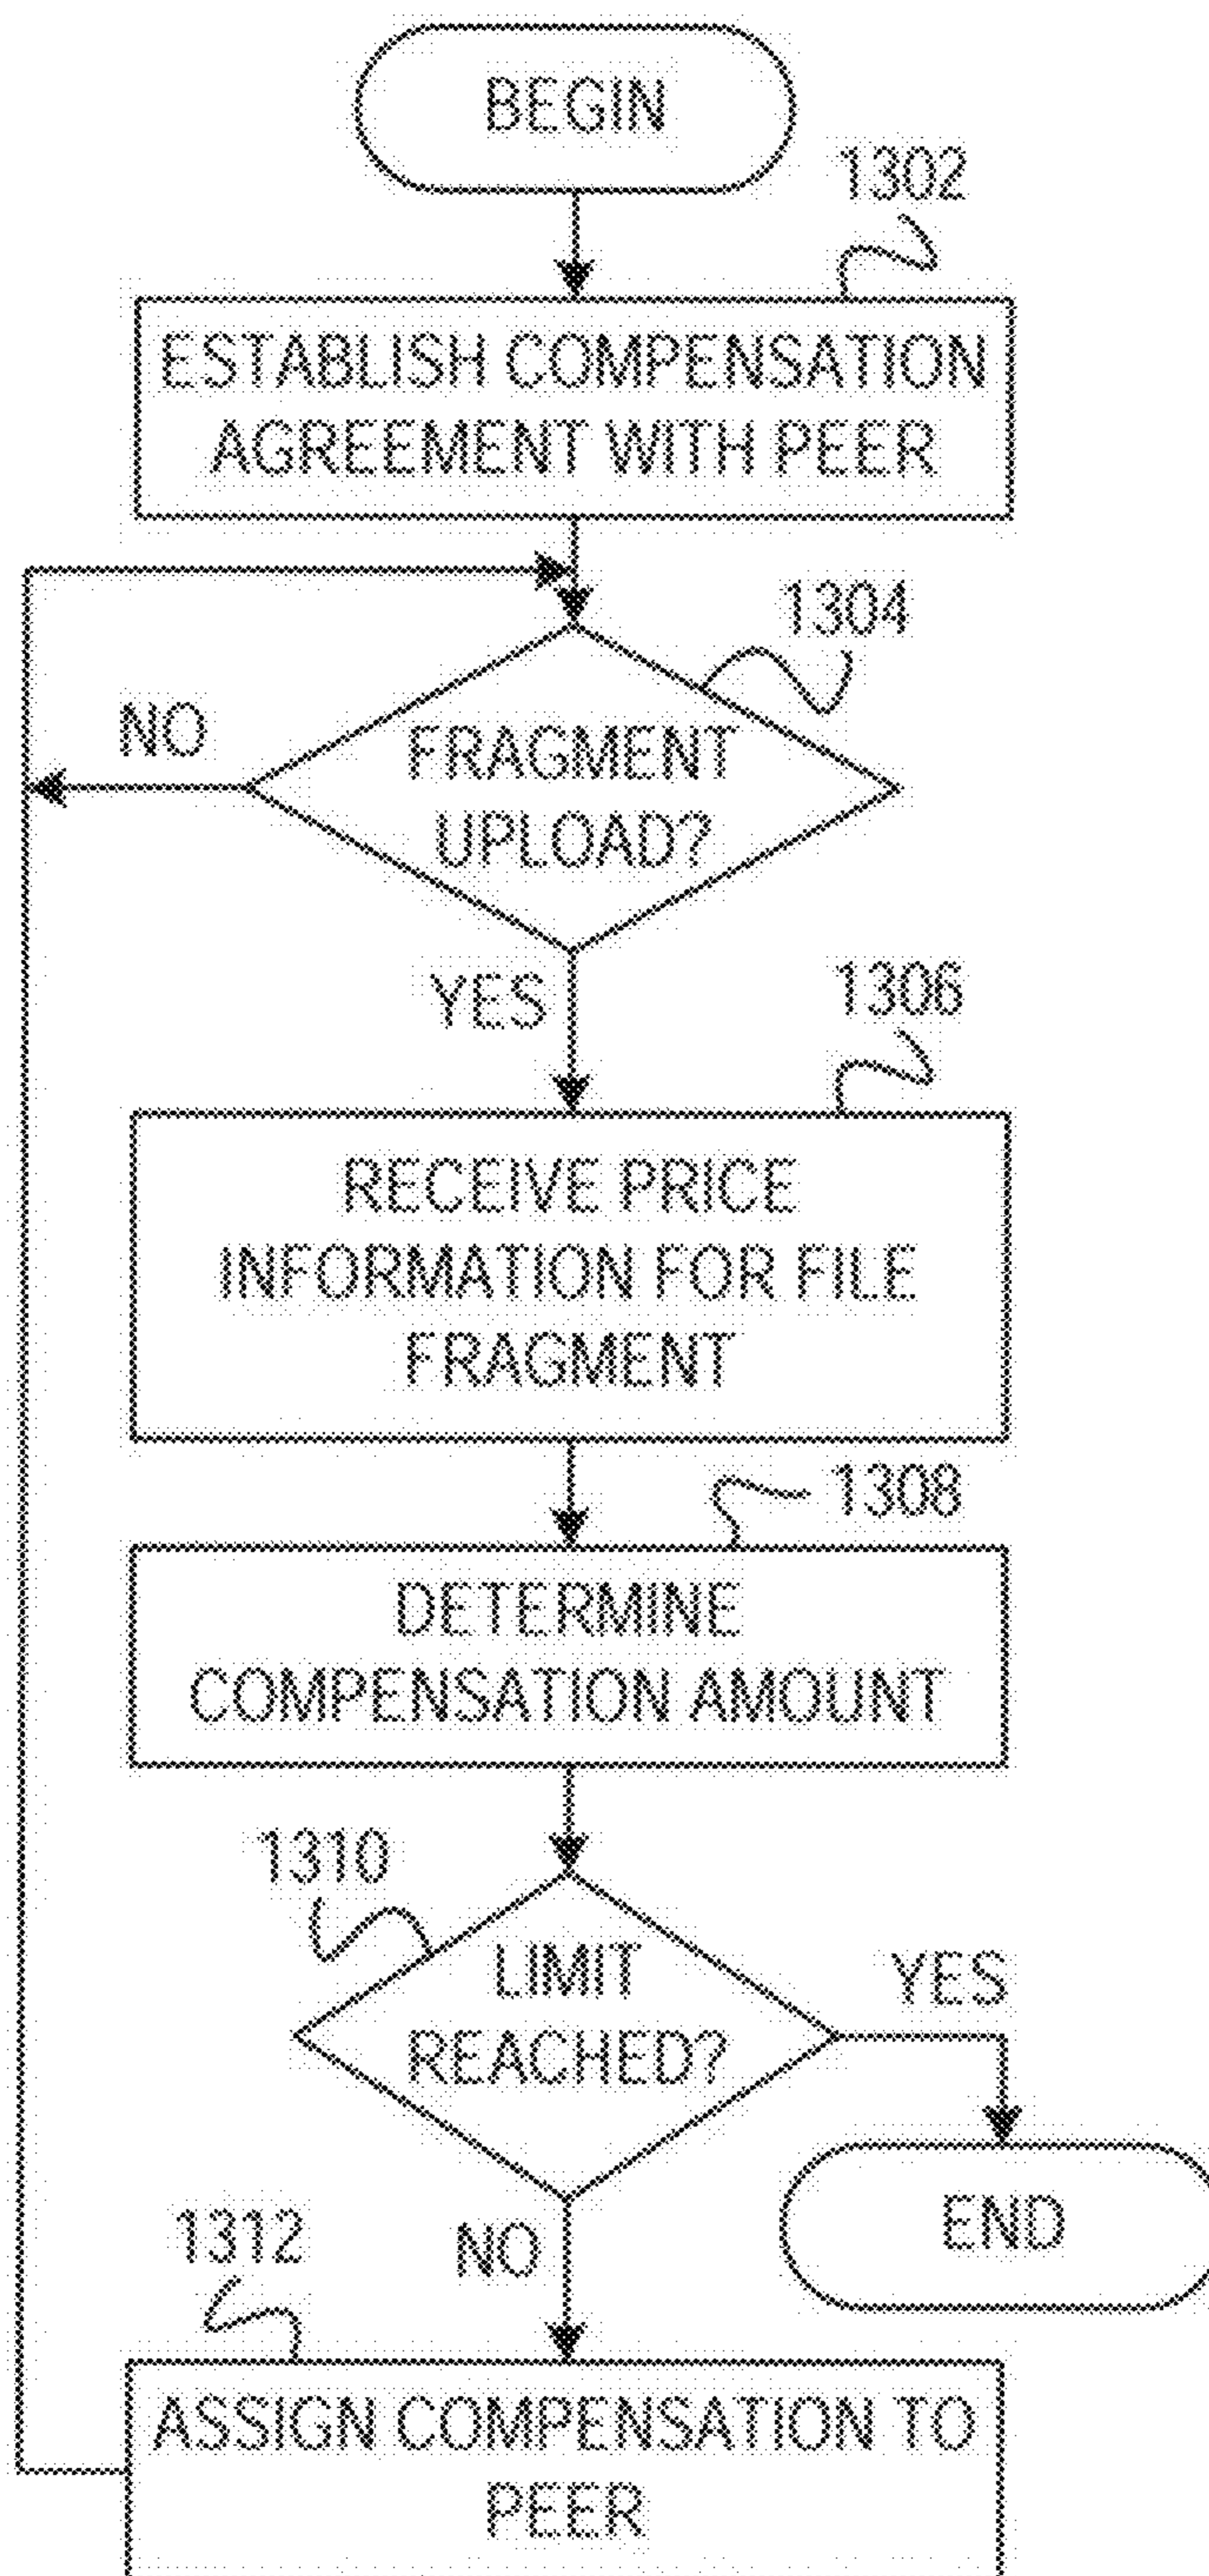 BEGIN
1302
ESTABLISH COMPENSATION
AGREEMENT WITH PEER
1304
NO
FRAGMENT
UPLOAD?
YES
1306
RECEIVE PRICE
INFORMATION FOR FILE
FRAGMENT
1308
DETERMINE
COMPENSATION AMOUNT
1310
LIMIT
REACHED?
YES
END
1312
NO
ASSIGN COMPENSATION TO
PEER